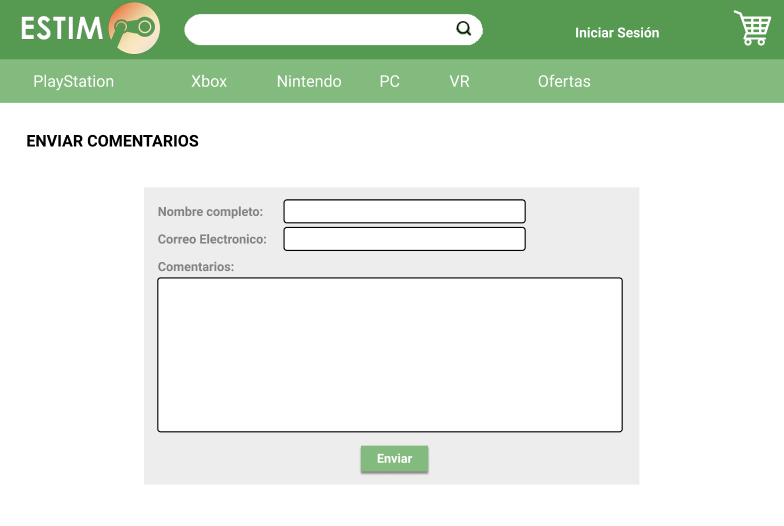 ESTIM
Iniciar Sesión
PlayStation Xbox Nintendo PC VR Ofertas
ENVIAR COMENTARIOS
Nombre completo:
Correo Electronico:
Comentarios:
Enviar